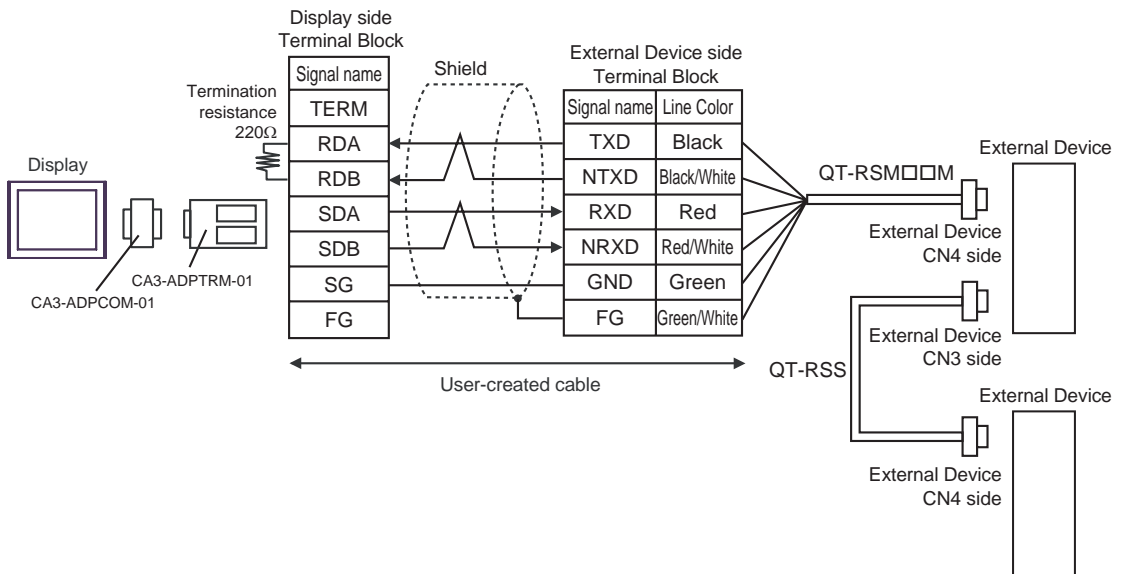 Display side
Terminal Block
Signal name
TERM
RDA
RDB
SDA
SDB
SG
FG
Termination
resistance
220Ω
Shield
External Device side
Terminal Block
Signal name Line Color
TXD Black
NTXD Black/White
RXD Red
NRXD Red/White
GND Green
FG Green/White
Display
CA3-ADPCOM-01
CA3-ADPTRM-01
User-created cable
QT-RSM□□M
External Device
External Device
CN4 side
External Device
CN3 side
QT-RSS
External Device
External Device
CN4 side